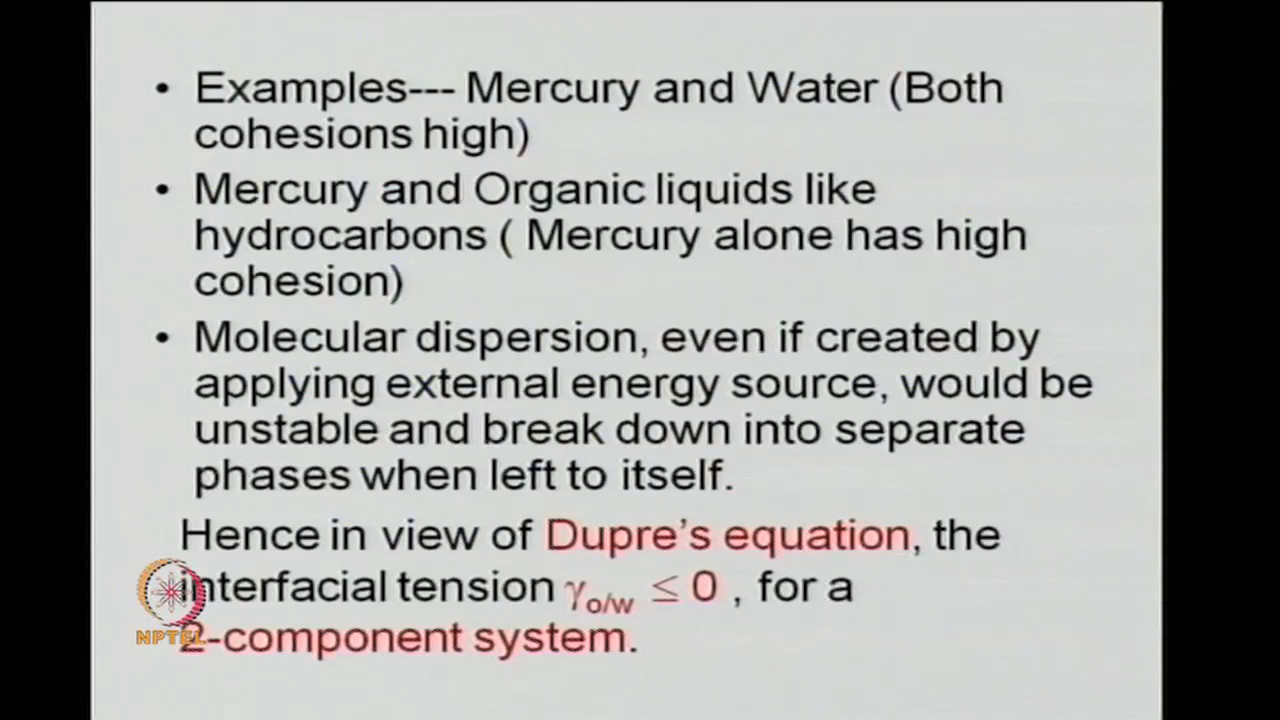 • Examples--- Mercury and Water (Both
cohesions high)
• Mercury and Organic liquids like
hydrocarbons ( Mercury alone has high
cohesion)
• Molecular dispersion, even if created by
applying external energy source, would be
unstable and break down into separate
phases when left to itself.
Hence in view of Dupre's equation, the
interfacial tension γo/w ≤ 0 , for a
2-component system.
NPTEL